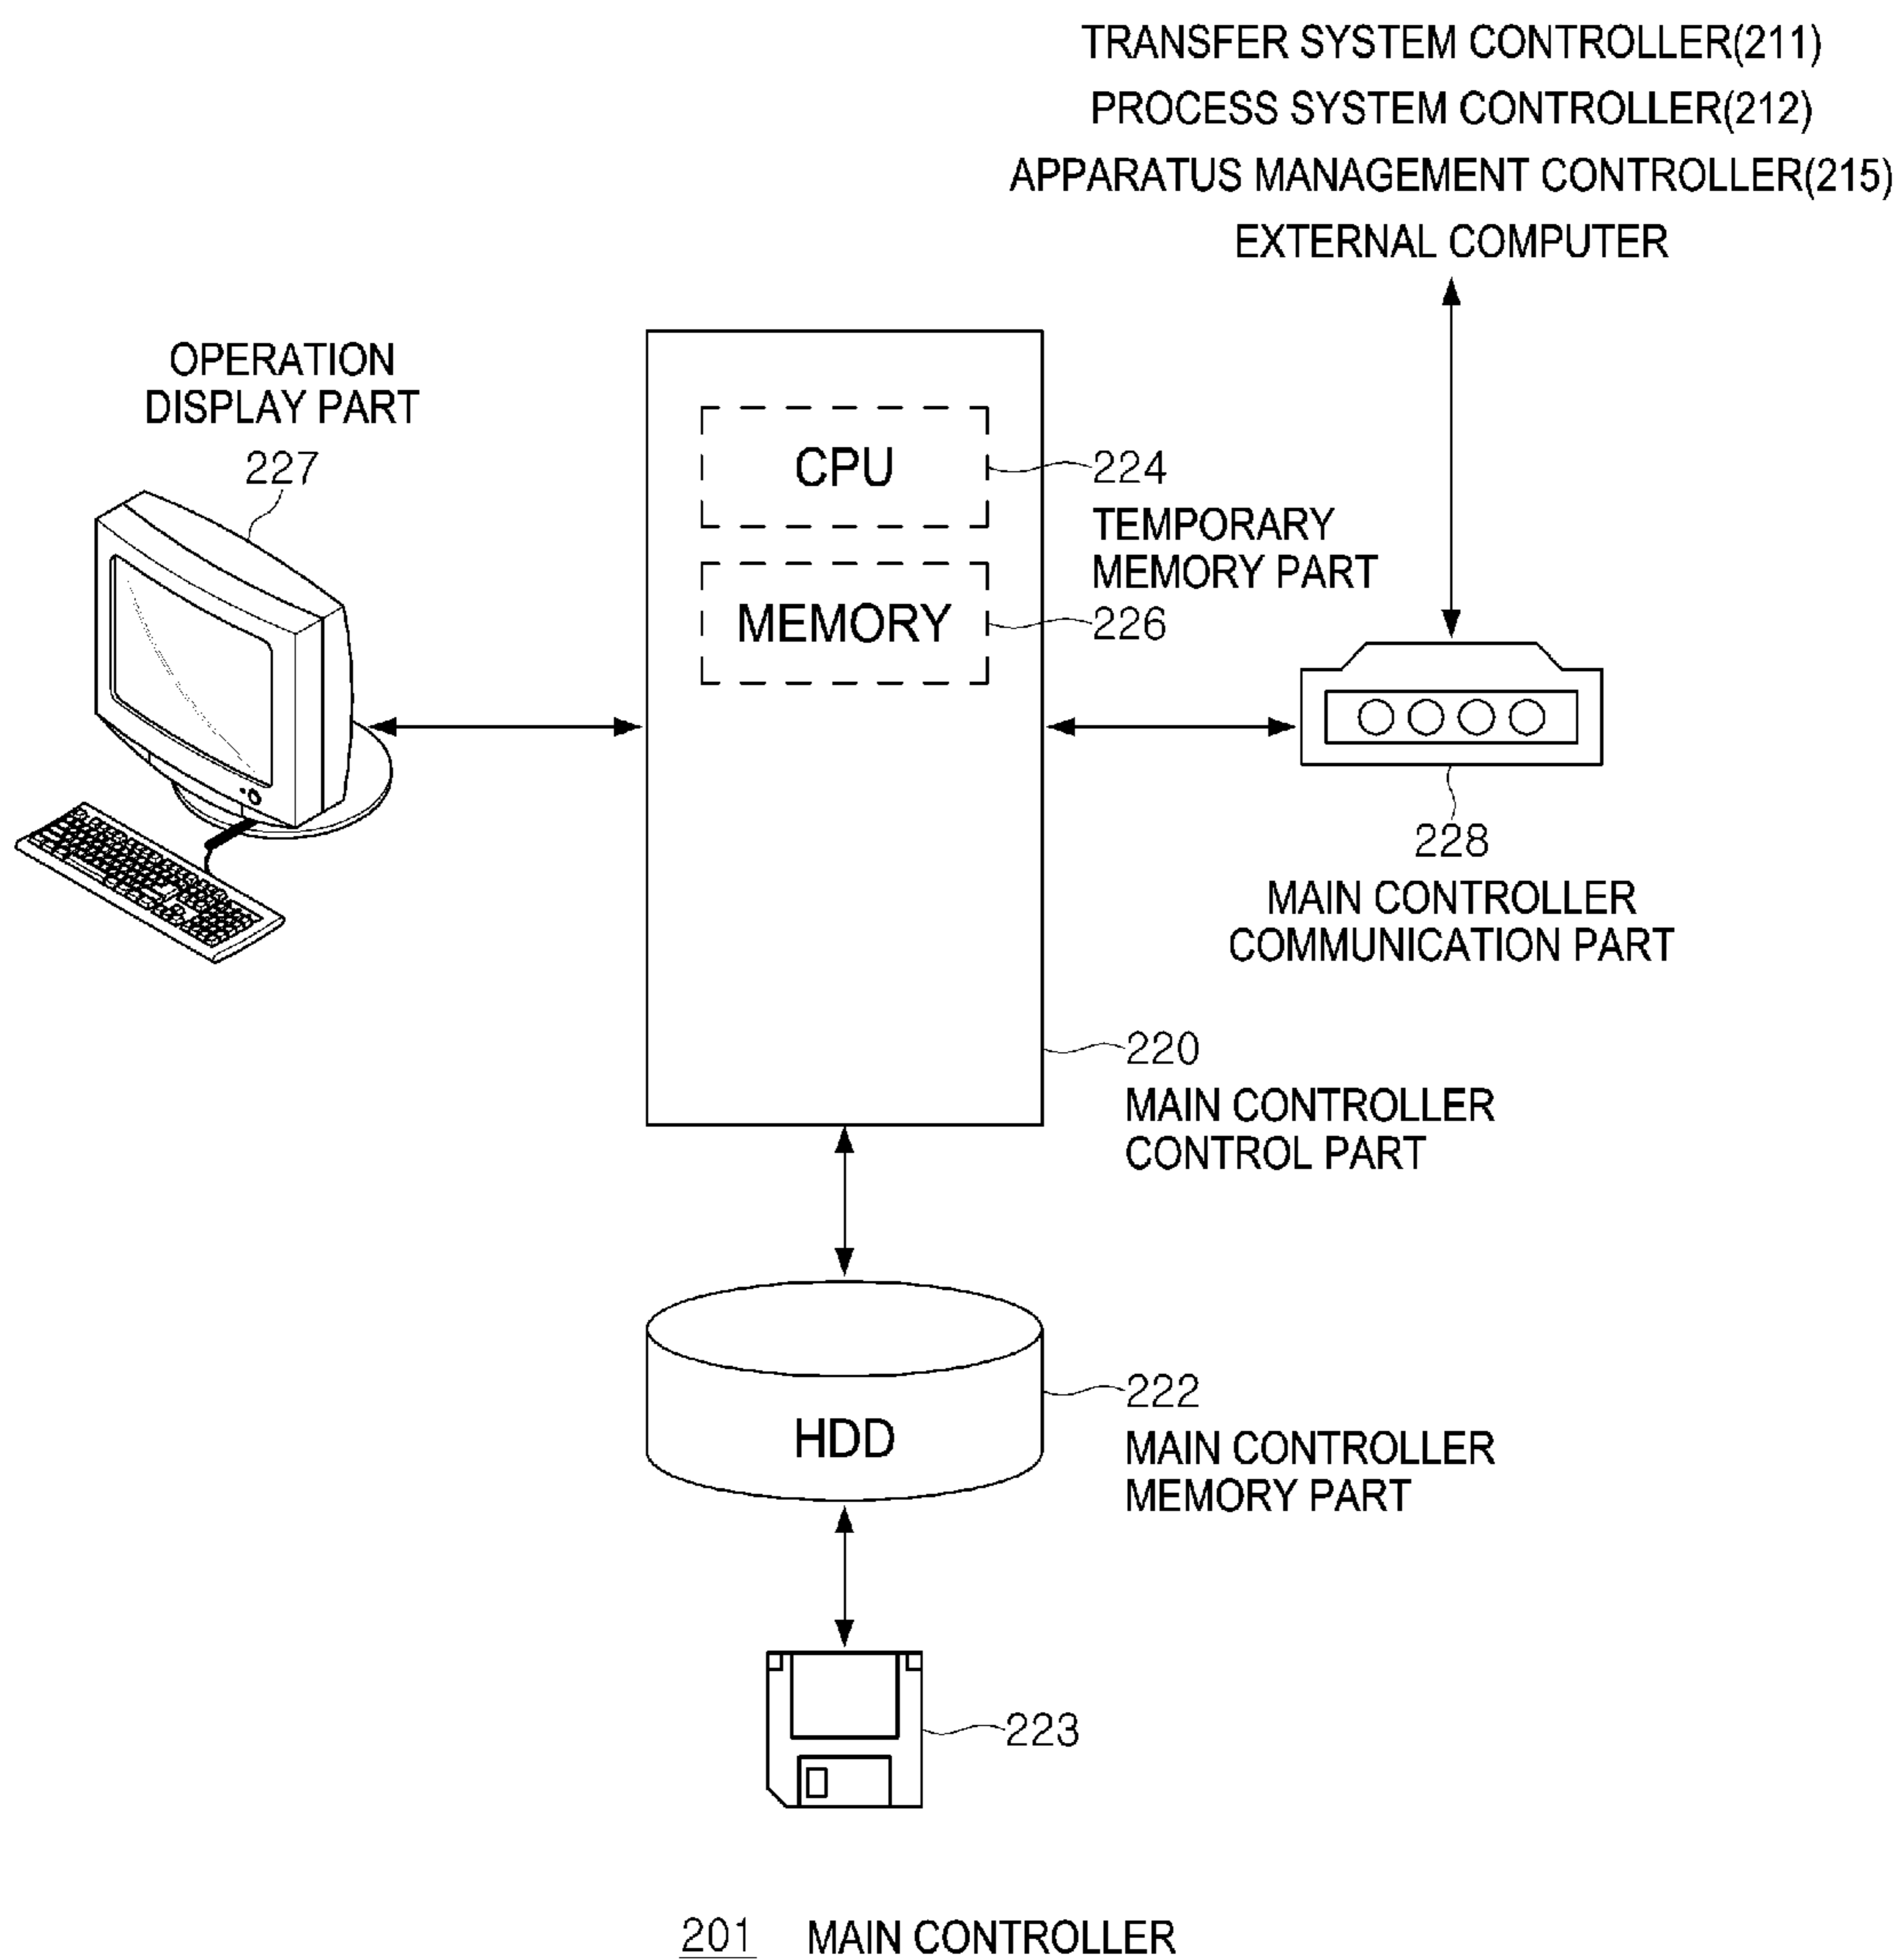 TRANSFER SYSTEM CONTROLLER(211)
PROCESS SYSTEM CONTROLLER(212)
APPARATUS MANAGEMENT CONTROLLER(215)
EXTERNAL COMPUTER
OPERATION
DISPLAY PART
227
CPU
224
TEMPORARY
MEMORY PART
MEMORY
226
228
MAIN CONTROLLER
COMMUNICATION PART
220
MAIN CONTROLLER
CONTROL PART
HDD
222
MAIN CONTROLLER
MEMORY PART
223
201 MAIN CONTROLLER